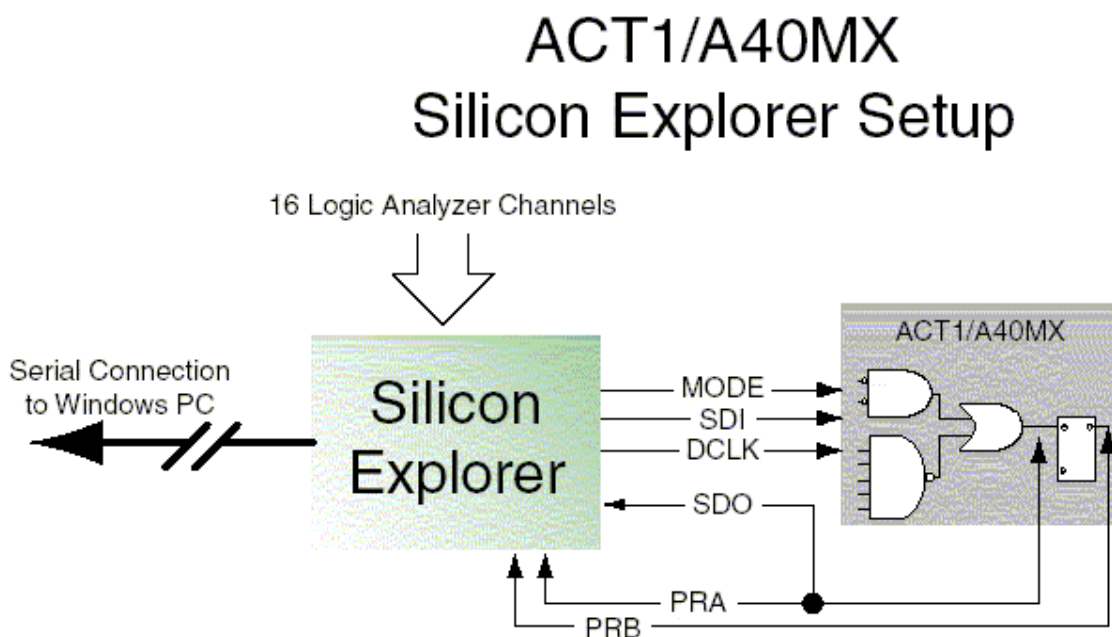 ACT1/A40MX
Silicon Explorer Setup
16 Logic Analyzer Channels
Serial Connection
to Windows PC
Silicon
Explorer
MODE
SDI
DCLK
SDO
PRA
PRB
ACT1/A40MX